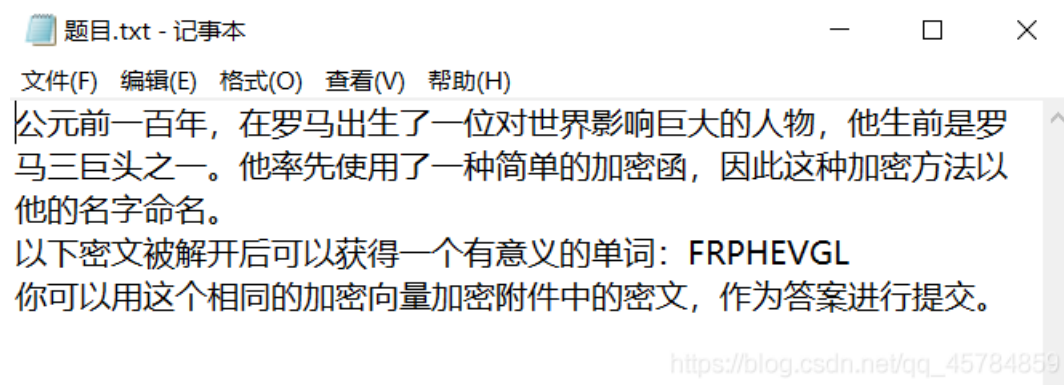 题目.txt - 记事本
文件(F) 编辑(E) 格式(O) 查看(V) 帮助(H)
公元前一百年，在罗马出生了一位对世界影响巨大的人物，他生前是罗
马三巨头之一。他率先使用了一种简单的加密函，因此这种加密方法以
他的名字命名。
以下密文被解开后可以获得一个有意义的单词：FRPHEVGL
你可以用这个相同的加密向量加密附件中的密文，作为答案进行提交。
https://blog.csdn.net/qq_45784859